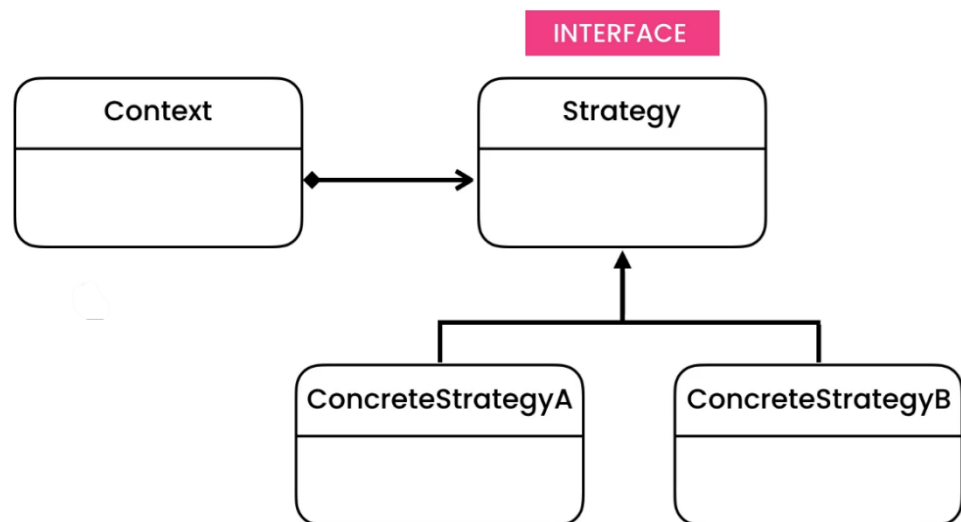 INTERFACE
Context
Strategy
ConcreteStrategyA
ConcreteStrategyB